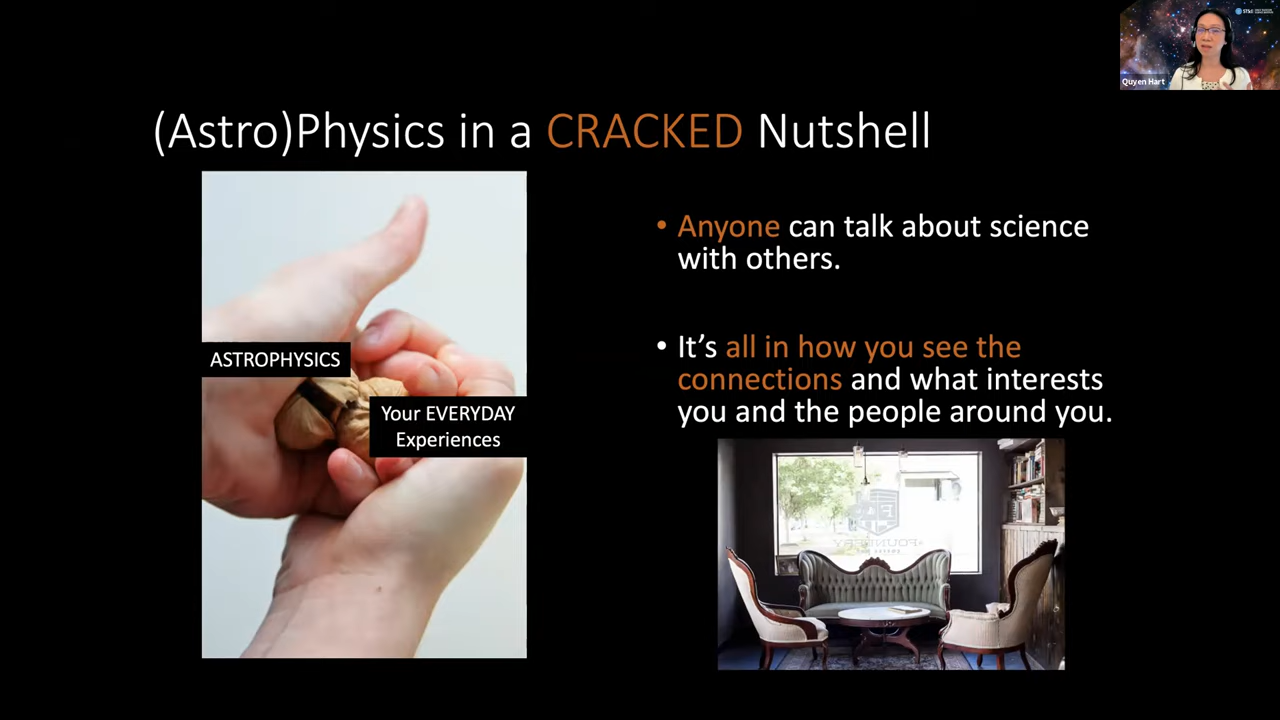 STScI
Quyen Hart
(Astro)Physics in a CRACKED Nutshell
ASTROPHYSICS
Your EVERYDAY
Experiences
• Anyone can talk about science
with others.
• It’s all in how you see the
connections and what interests
you and the people around you.